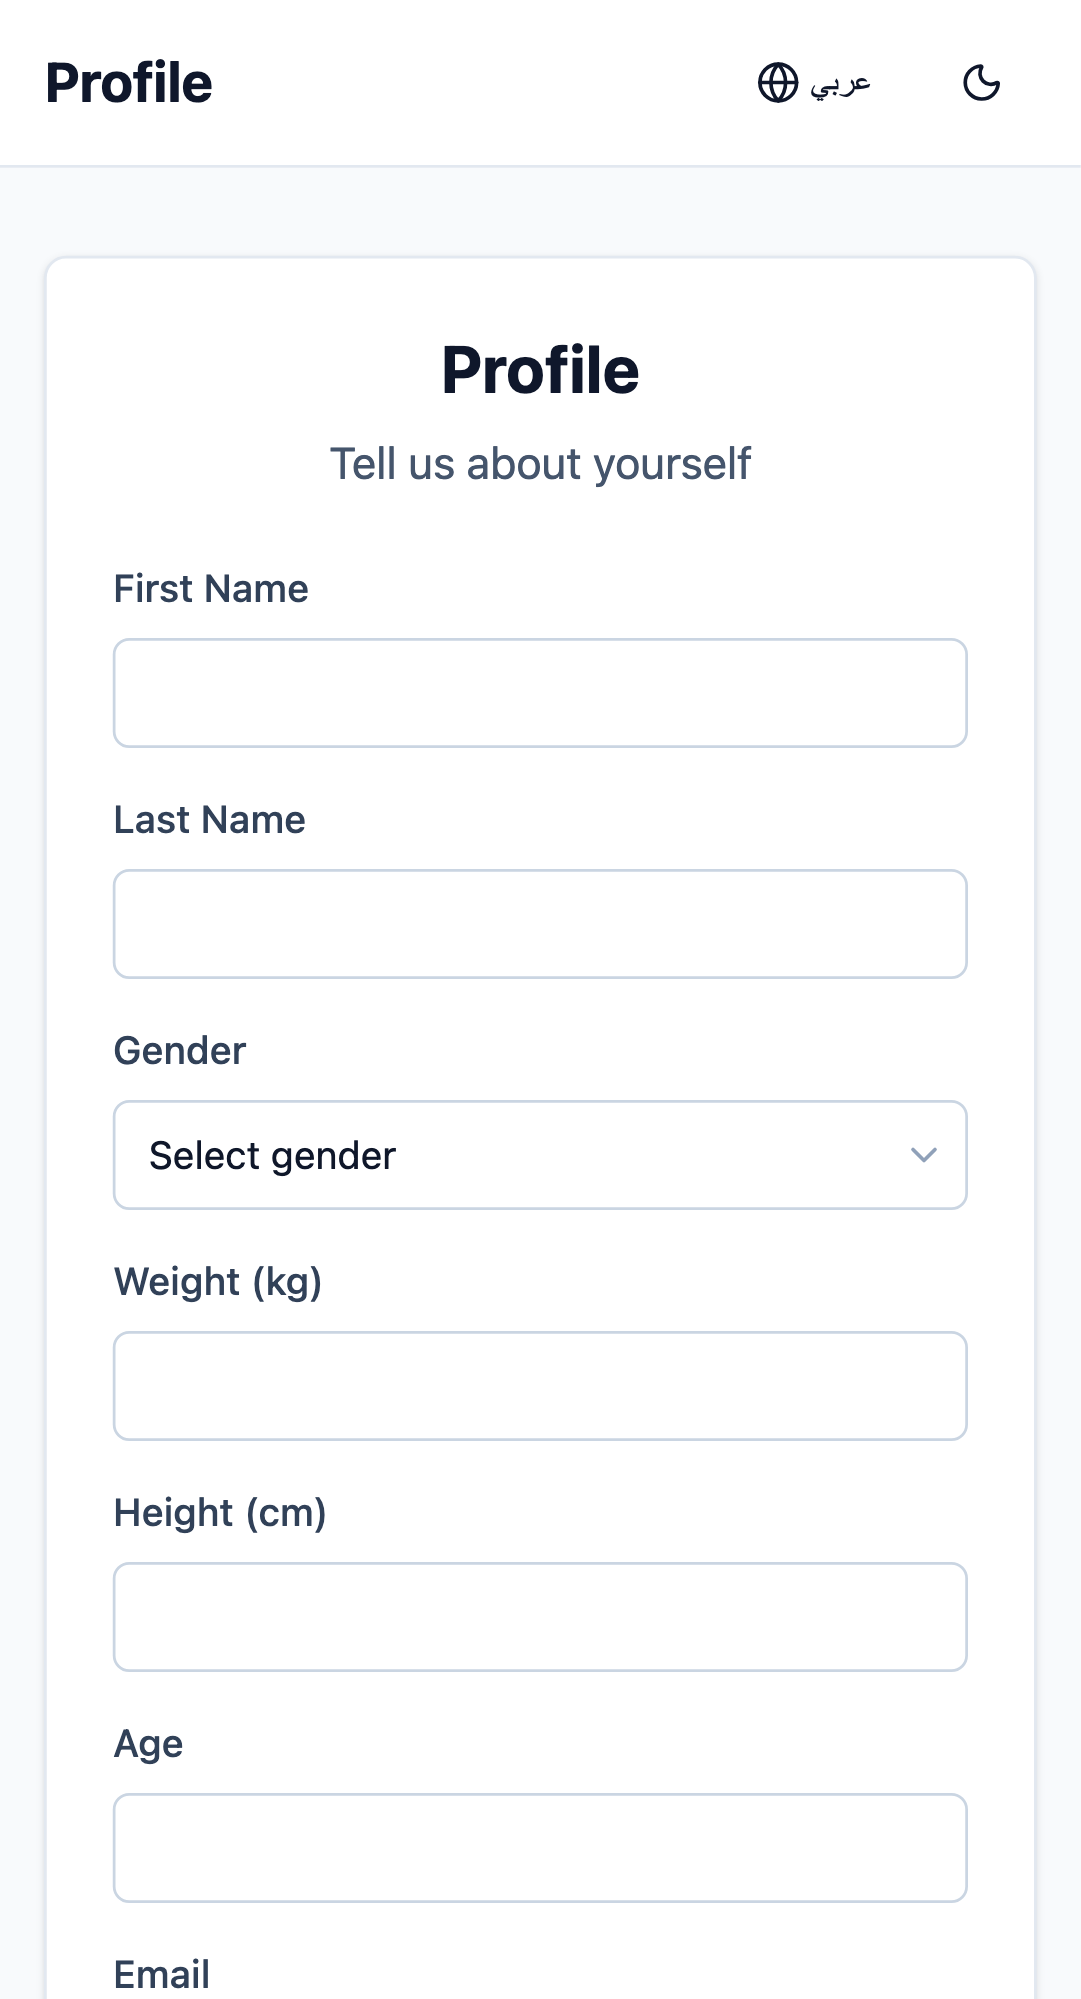 Profile
عربي
Profile
Tell us about yourself
First Name
Last Name
Gender
Select gender
Weight (kg)
Height (cm)
Age
Email